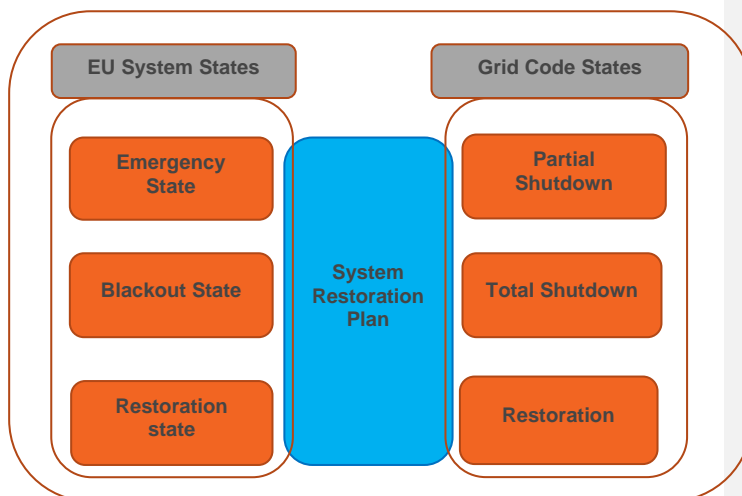 EU System States
Grid Code States
Emergency
State
Partial
Shutdown
Blackout State
System
Restoration
Plan
Total Shutdown
Restoration
state
Restoration